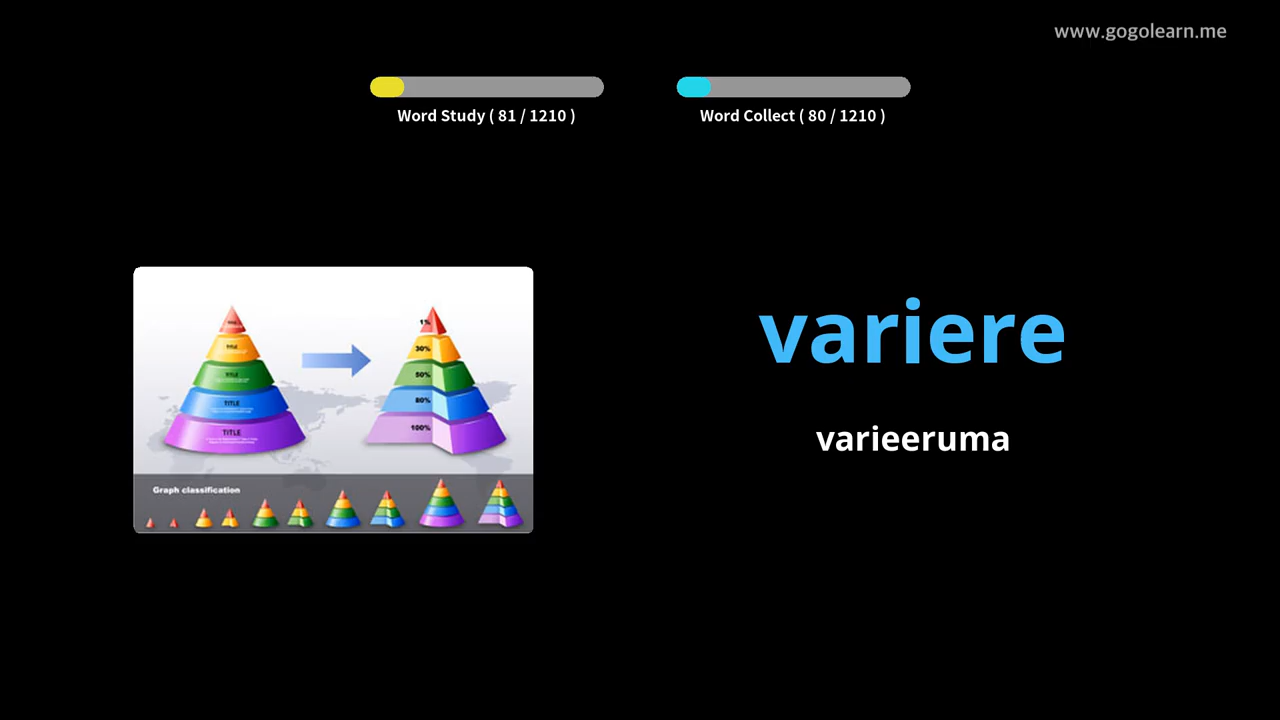 www.gogolearn.me
Word Study ( 81 / 1210 )
Word Collect ( 80 / 1210 )
variere
varieeruma
TITLE
TITLE
TITLE
TITLE
1%
30%
50%
80%
100%
Graph classification